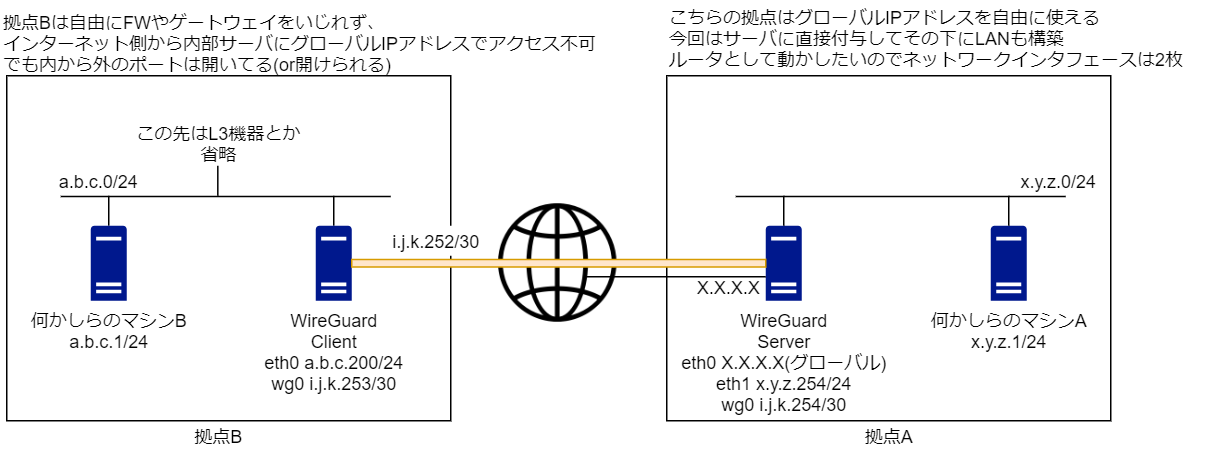 拠点Bは自由にFWやゲートウェイをいじれず、
インターネット側から内部サーバにグローバルIPアドレスでアクセス不可
でも内から外のポートは開いてる(or開けられる)
こちらの拠点はグローバルIPアドレスを自由に使える
今回はサーバに直接付与してその下にLANも構築
ルータとして動かしたいのでネットワークインタフェースは2枚
この先はL3機器とか
省略
a.b.c.0/24
x.y.z.0/24
i.j.k.252/30
X.X.X.X
何かしらのマシンB
a.b.c.1/24
WireGuard
Client
eth0 a.b.c.200/24
wg0 i.j.k.253/30
WireGuard
Server
eth0 X.X.X.X(グローバル)
eth1 x.y.z.254/24
wg0 i.j.k.254/30
何かしらのマシンA
x.y.z.1/24
拠点B
拠点A